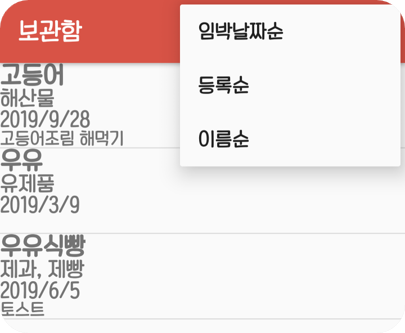 보관함
임박날짜순
등록순
이름순
고등어
해산물
2019/9/28
고등어조림 해먹기
우유
유제품
2019/3/9
우유식빵
제과, 제빵
2019/6/5
토스트